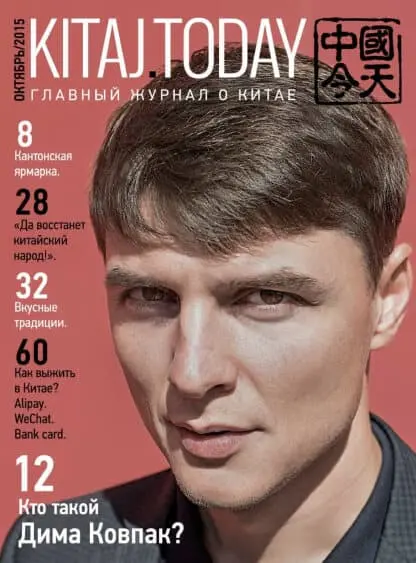 ОКТЯБРЬ/2015
KITAJ.TODAY
ГЛАВНЫЙ ЖУРНАЛ О КИТАЕ
中國
今天
8
Кантонская
ярмарка.
28
«Да восстанет
китайский
народ!».
32
Вкусные
традиции.
60
Как выжить
в Китае?
Alipay.
WeChat.
Bank card.
12
Кто такой
Дима Ковпак?